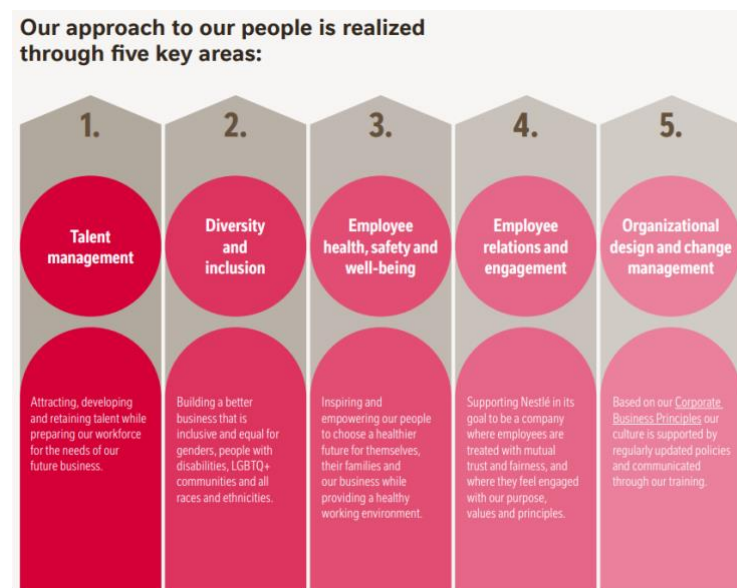 Our approach to our people is realized
through five key areas:
1.
Talent
management
Attracting, developing
and retaining talent while
preparing our workforce
for the needs of our
future business.
2.
Diversity
and
inclusion
Building a better
business that is
inclusive and equal for
genders, people with
disabilities, LGBTQ+
communities and all
races and ethnicities.
3.
Employee
health, safety and
well-being
Inspiring and
empowering our people
to choose a healthier
future for themselves,
their families and
our business while
providing a healthy
working environment.
4.
Employee
relations and
engagement
Supporting Nestlé in its
goal to be a company
where employees are
treated with mutual
trust and fairness, and
where they feel engaged
with our purpose,
values and principles.
5.
Organizational
design and change
management
Based on our Corporate
Business Principles our
culture is supported by
regularly updated policies
and communicated
through our training.